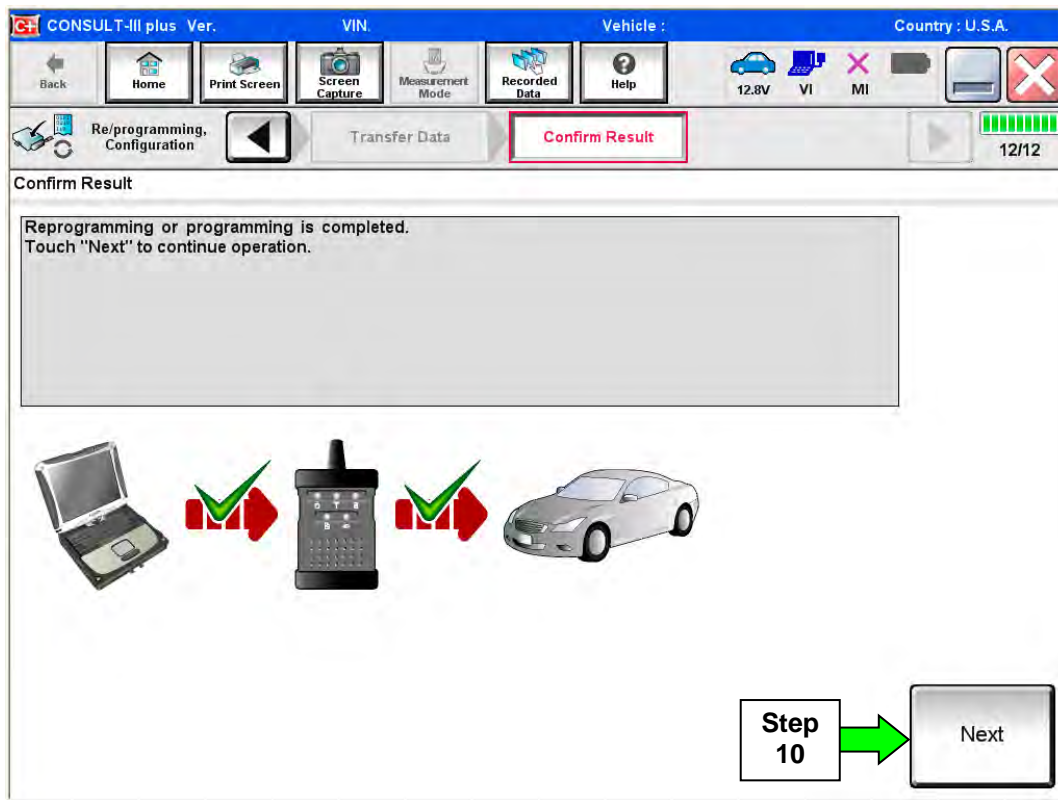 C+ CONSULT-III plus Ver. VIN. Vehicle : Country : U.S.A.
Back
Home
Print Screen
Screen
Capture
Measurement
Mode
Recorded
Data
Help
12.8V
VI
MI
Re/programming,
Configuration
Transfer Data
Confirm Result
12/12
Confirm Result
Reprogramming or programming is completed.
Touch "Next" to continue operation.
Step
10
Next